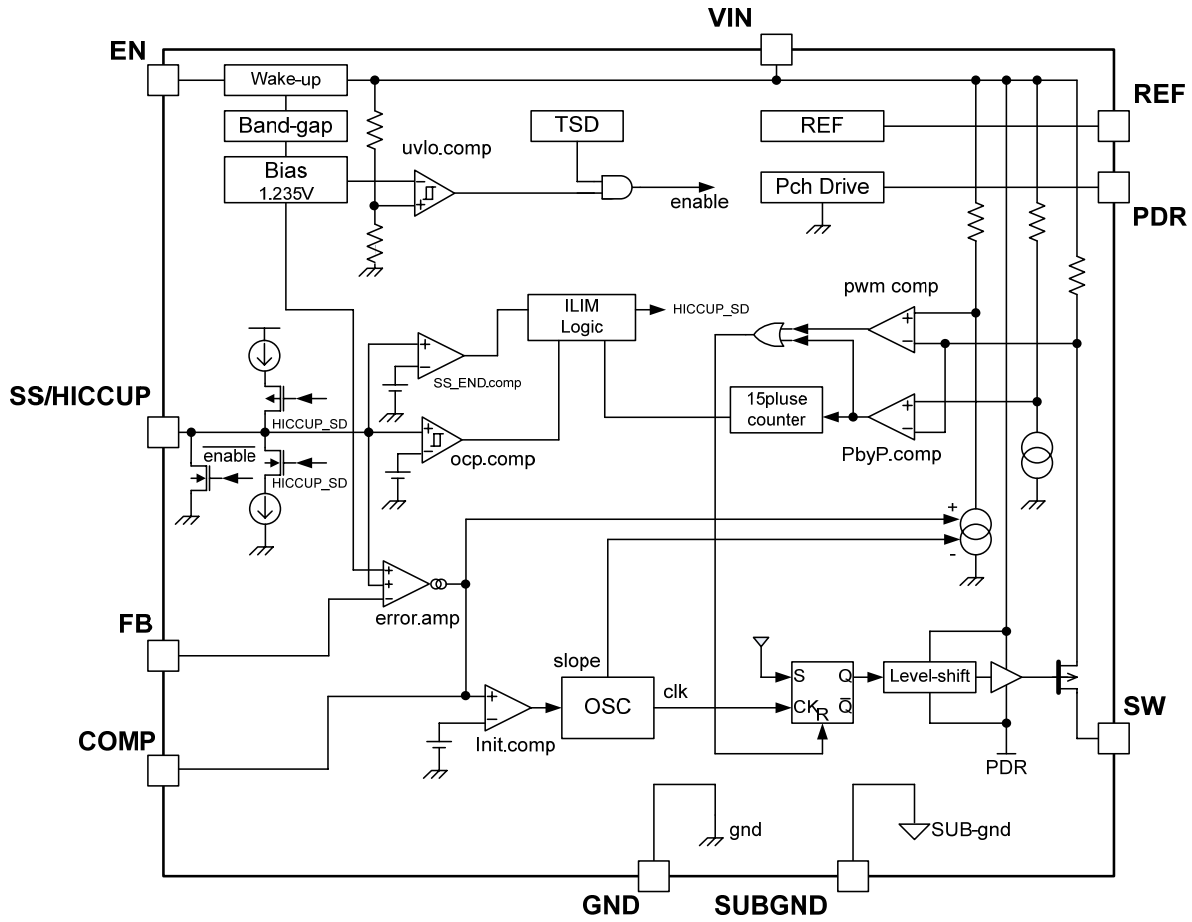 VIN
EN
Wake-up
REF
Band-gap
TSD
REF
uvlo.comp
Bias
1.235V
Pch Drive
enable
PDR
pwm comp
ILIM
Logic
HICCUP_SD
+
−
+
−
SS_END.comp
SS/HICCUP
HICCUP_SD
15pluse
counter
enable
ocp.comp
PbyP.comp
HICCUP_SD
+
-
error.amp
FB
slope
S
Q
Level-shift
OSC
clk
CK
R
Q
SW
COMP
Init.comp
PDR
gnd
SUB-gnd
GND
SUBGND